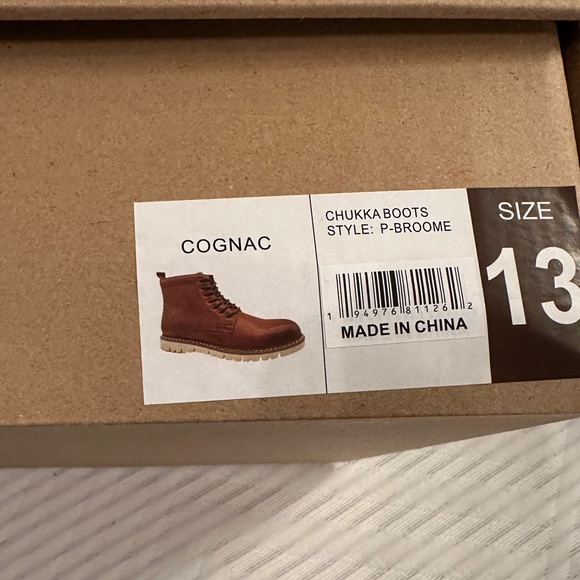 COGNAC
CHUKKA BOOTS
STYLE: P-BROOME
1 94976 81126 2
MADE IN CHINA
SIZE
13